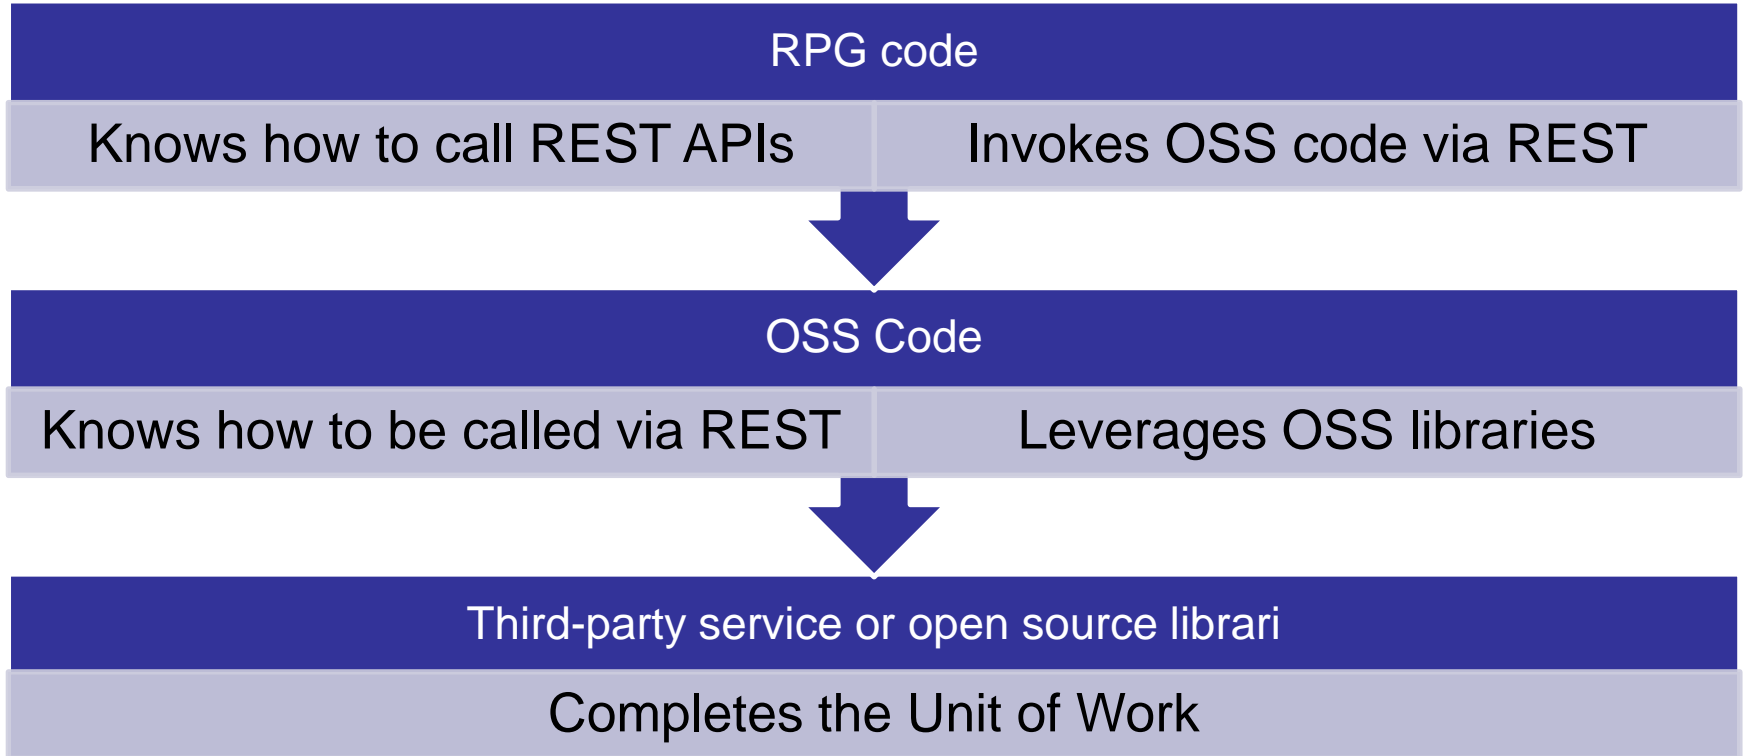 RPG code
Knows how to call REST APIs
Invokes OSS code via REST
OSS Code
Knows how to be called via REST
Leverages OSS libraries
Third-party service or open source librari
Completes the Unit of Work